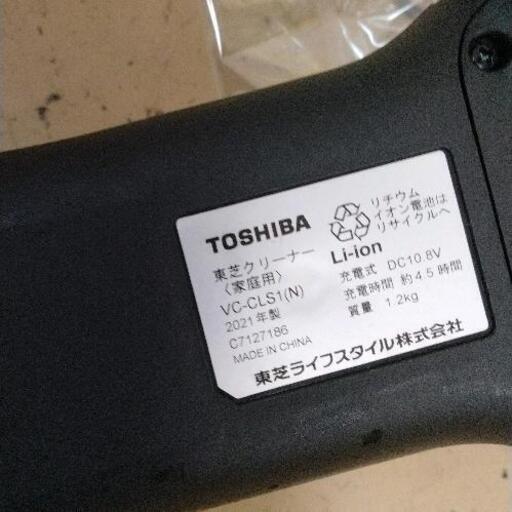 TOSHIBA
東芝クリーナー
〈家庭用〉
VC-CLS1(N)
2021年製
C7127186
MADE IN CHINA
リチウム
イオン電池は
リサイクルへ
Li-ion
充電式 DC10.8V
充電時間 約4.5時間
質量 1.2kg
東芝ライフスタイル株式会社